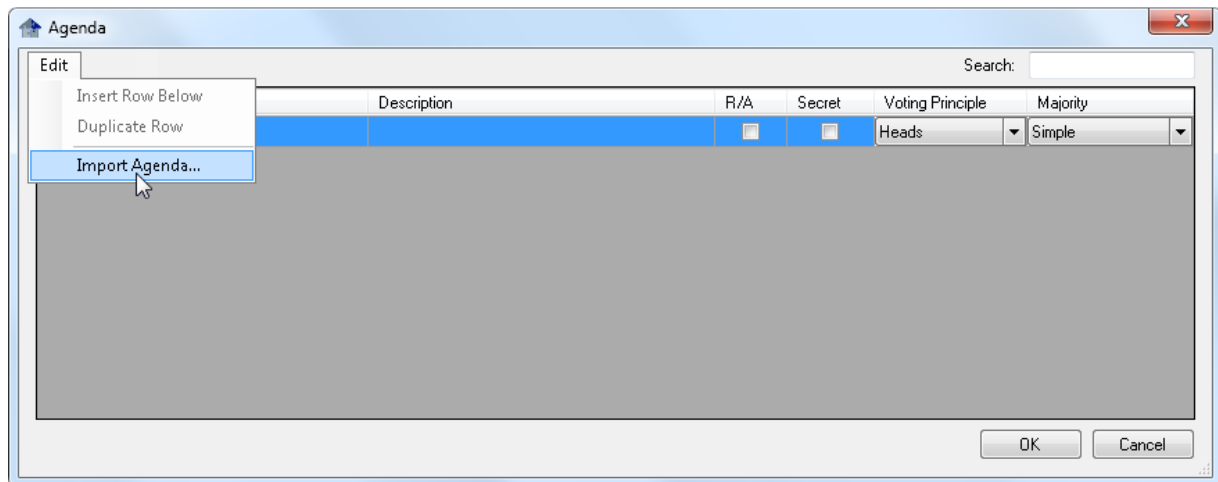 Agenda
x
Edit Search:
Insert Row Below Description R/A Secret Voting Principle Majority
Duplicate Row Heads Simple
Import Agenda...
OK Cancel